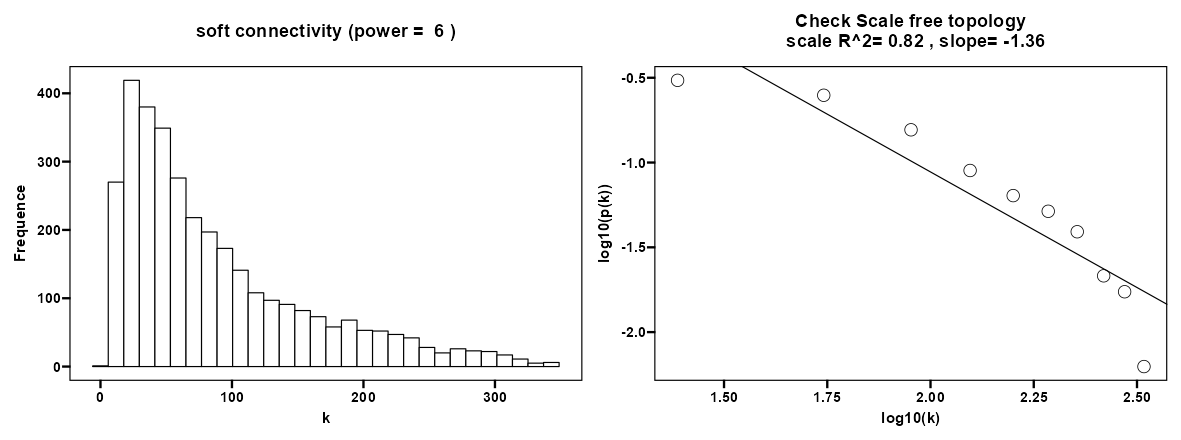 soft connectivity (power =  6 )
400
300
200
100
0
Frequence
0
100
200
300
k
Check Scale free topology
scale R^2= 0.82 , slope= -1.36
-0.5
-1.0
-1.5
-2.0
log10(p(k))
1.50
1.75
2.00
2.25
2.50
log10(k)